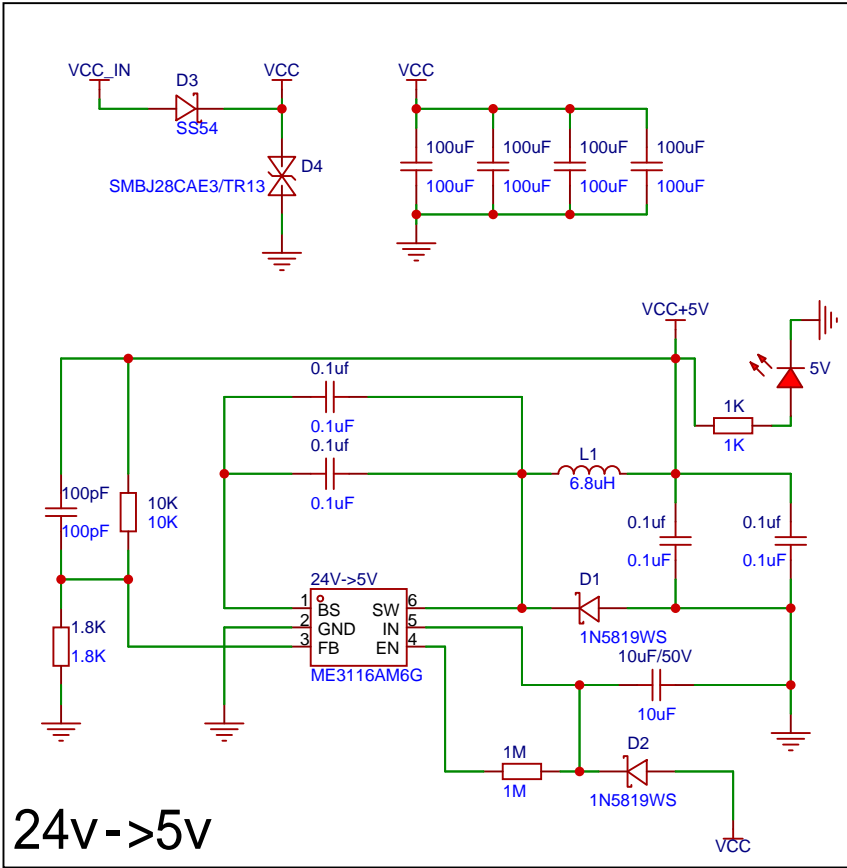 VCC_IN
D3
SS54
VCC
D4
SMBJ28CAE3/TR13
VCC
100uF
100uF
100uF
100uF
100uF
100uF
100uF
100uF
VCC+5V
5V
1K
1K
0.1uf
0.1uF
0.1uf
0.1uF
L1
6.8uH
100pF
100pF
10K
10K
0.1uf
0.1uF
0.1uf
0.1uF
24V->5V
1
BS
SW
6
2
GND
IN
5
3
FB
EN
4
ME3116AM6G
D1
1N5819WS
1.8K
1.8K
10uF/50V
10uF
1M
1M
D2
1N5819WS
VCC
24v->5v